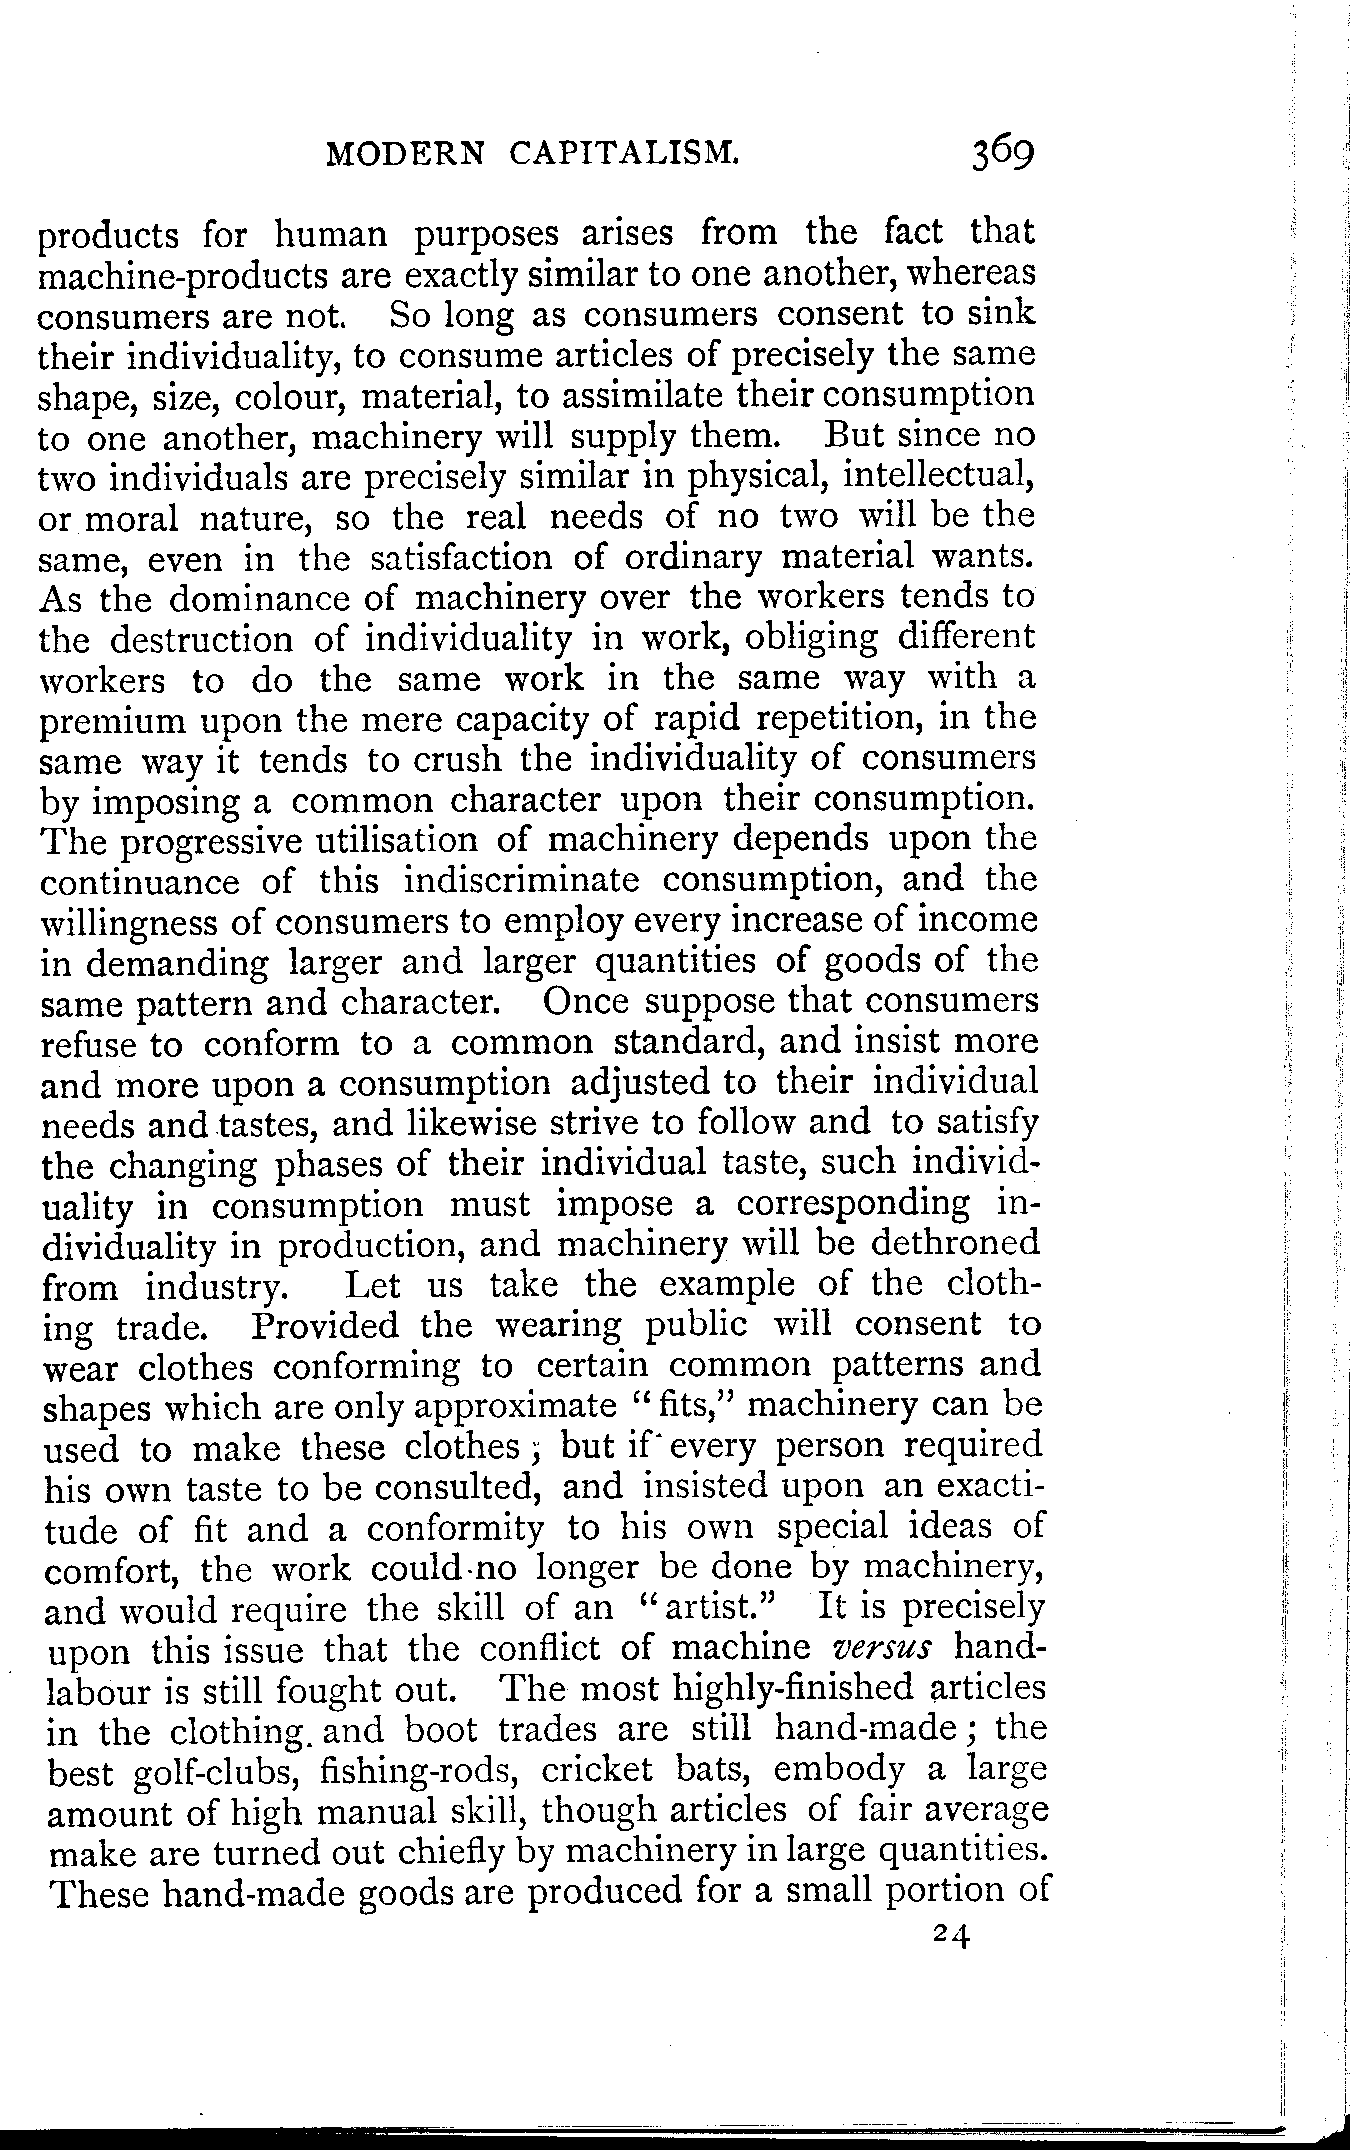 MODERN CAPITALISM. 369
products for human purposes arises from the fact that
machine-products are exactly similar to one another, whereas
consumers are not. So long as consumers consent to sink
their individuality, to consume articles of precisely the same
shape, size, colour, material, to assimilate their consumption
to one another, machinery will supply them. But since no
two individuals are precisely similar in physical, intellectual,
or moral nature, so the real needs of no two will be the
same, even in the satisfaction of ordinary material wants.
As the dominance of machinery over the workers tends to
the destruction of individuality in work, obliging different
workers to do the same work in the same way with a
premium upon the mere capacity of rapid repetition, in the
same way it tends to crush the individuality of consumers
by imposing a common character upon their consumption.
The progressive utilisation of machinery depends upon the
continuance of this indiscriminate consumption, and the
willingness of consumers to employ every increase of income
in demanding larger and larger quantities of goods of the
same pattern and character. Once suppose that consumers
refuse to conform to a common standard, and insist more
and more upon a consumption adjusted to their individual
needs and tastes, and likewise strive to follow and to satisfy
the changing phases of their individual taste, such individ-
uality in consumption must impose a corresponding in-
dividuality in production, and machinery will be dethroned
from industry. Let us take the example of the cloth-
ing trade. Provided the wearing public will consent to
wear clothes conforming to certain common patterns and
shapes which are only approximate "fits," machinery can be
used to make these clothes; but if every person required
his own taste to be consulted, and insisted upon an exacti-
tude of fit and a conformity to his own special ideas of
comfort, the work could no longer be done by machinery,
and would require the skill of an "artist." It is precisely
upon this issue that the conflict of machine versus hand-
labour is still fought out. The most highly-finished articles
in the clothing and boot trades are still hand-made; the
best golf-clubs, fishing-rods, cricket bats, embody a large
amount of high manual skill, though articles of fair average
make are turned out chiefly by machinery in large quantities.
These hand-made goods are produced for a small portion of
24